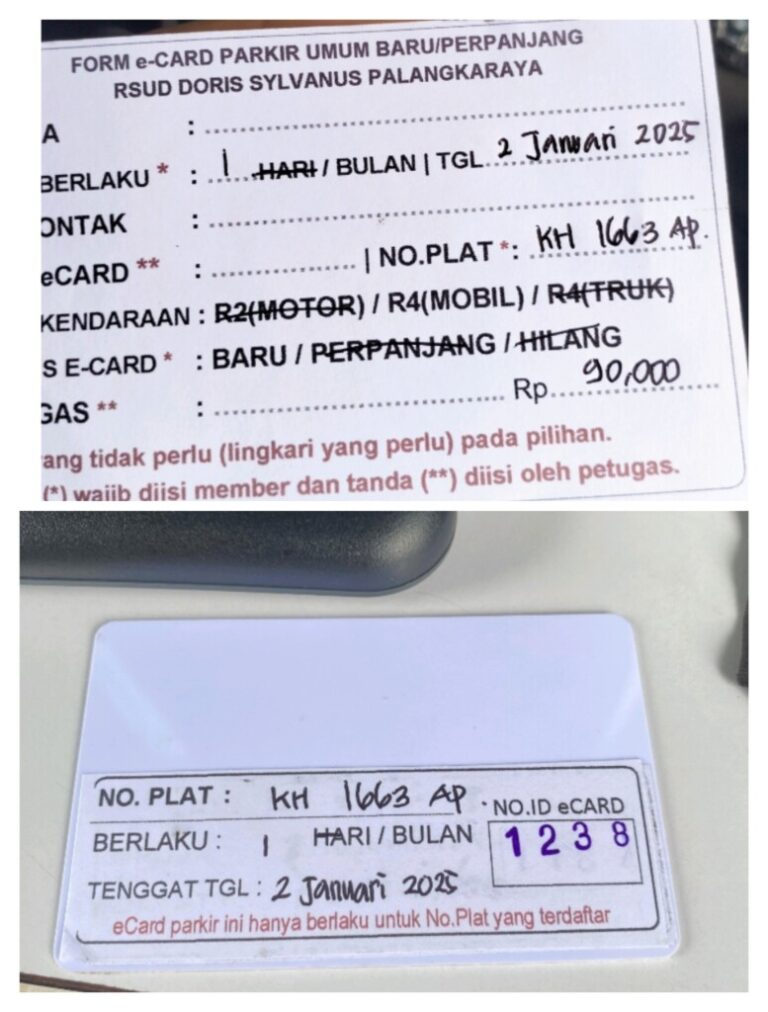 FORM e-CARD PARKIR UMUM BARU/PERPANJANG
RSUD DORIS SYLVANUS PALANGKARAYA
A : ........................
BERLAKU * : 1 HARI / BULAN | TGL. 2 Januari 2025
ONTAK : ........................
eCARD ** : ............... | NO.PLAT *: KH 1663 AP.
KENDARAAN : R2(MOTOR) / R4(MOBIL) / R4(TRUK)
S E-CARD * : BARU / PERPANJANG / HILANG
GAS ** : ........................ Rp. 90,000
ang tidak perlu (lingkari yang perlu) pada pilihan.
(*) wajib diisi member dan tanda (**) diisi oleh petugas.
NO. PLAT : KH 1663 AP.
NO.ID eCARD
BERLAKU : 1 HARI / BULAN
1238
TENGGAT TGL : 2 Januari 2025
eCard parkir ini hanya berlaku untuk No.Plat yang terdaftar